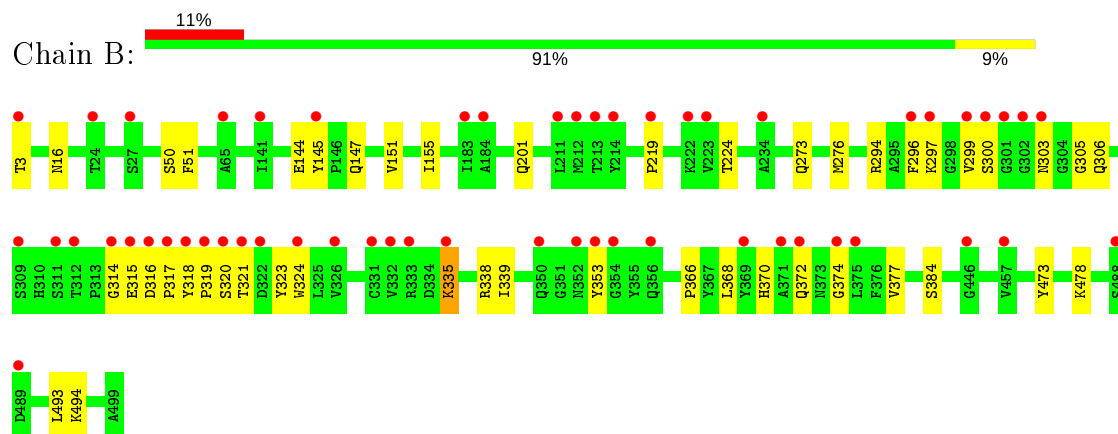 11%
Chain B:
91%
9%
T3 N16 T24 S27 S50 F51 A65 I141 E144 Y145 P146 Q147 V151 I155 I183 A184 Q201 L211 M212 T213 Y214 P219 K222 V223 T224 A234 Q273 M276 R294 A295 F296 K297 G298 V299 S300 G301 G302 N303 G304 G305 Q306
S309 H310 S311 T312 P313 G314 E315 D316 P317 Y318 P319 S320 T321 D322 Y323 W324 L325 V326 C331 V332 R333 D334 K335 R338 I339 Q350 G351 N352 Y353 G354 Y355 Q356 P366 Y367 L368 Y369 H370 A371 Q372 N373 G374 L375 F376 V377 S384 G446 V457 Y473 K478 S488
D489 L493 K494 A499